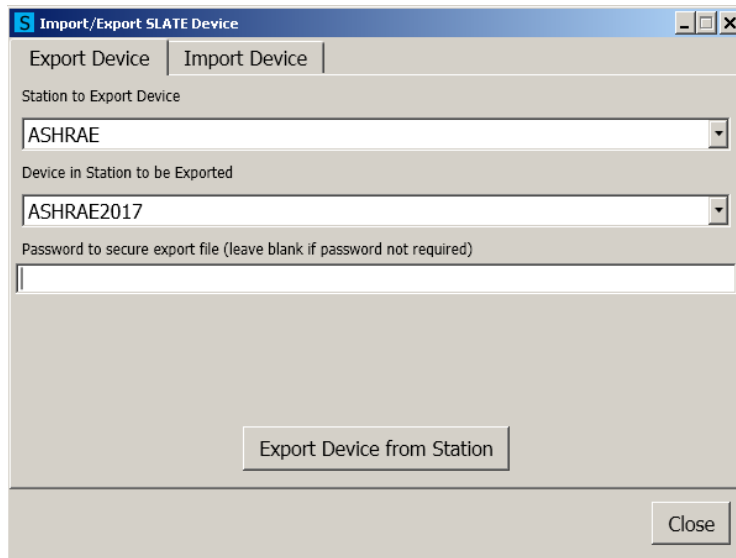 S Import/Export SLATE Device
Export Device Import Device
Station to Export Device
ASHRAE
Device in Station to be Exported
ASHRAE2017
Password to secure export file (leave blank if password not required)
Export Device from Station
Close